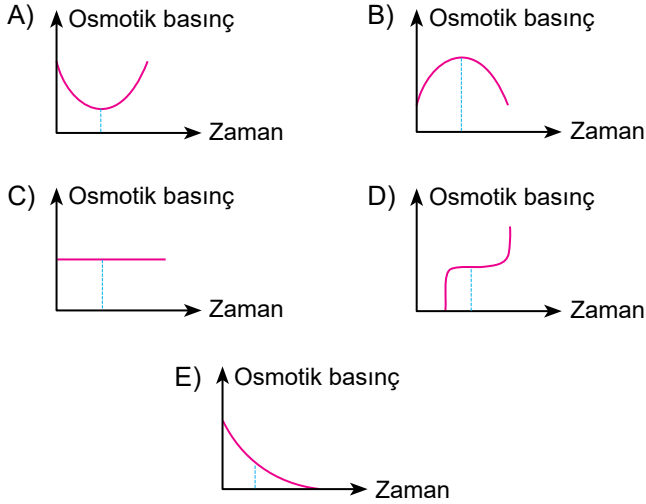 A) Osmotik basınç
Zaman
B) Osmotik basınç
Zaman
C) Osmotik basınç
Zaman
D) Osmotik basınç
Zaman
E) Osmotik basınç
Zaman